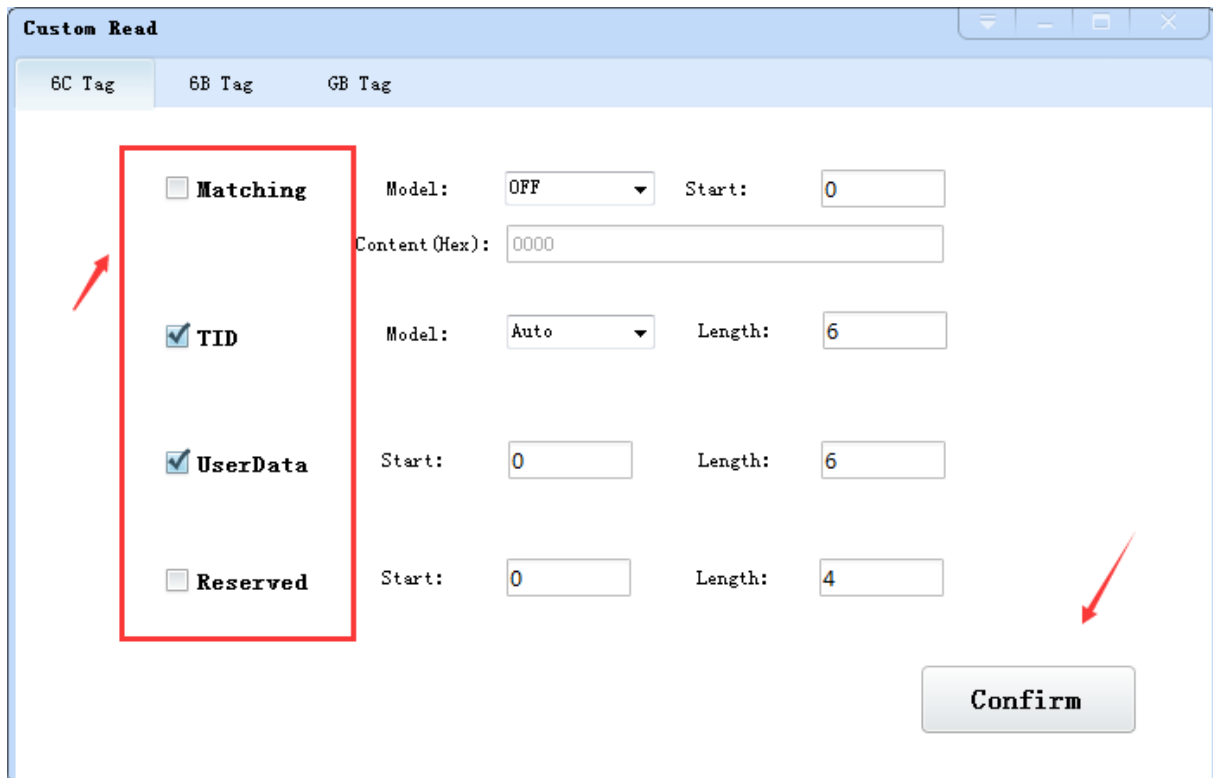 Custom Read
6C Tag 6B Tag GB Tag
Matching Model: OFF Start: 0
Content(Hex): 0000
TID Model: Auto Length: 6
UserData Start: 0 Length: 6
Reserved Start: 0 Length: 4
Confirm